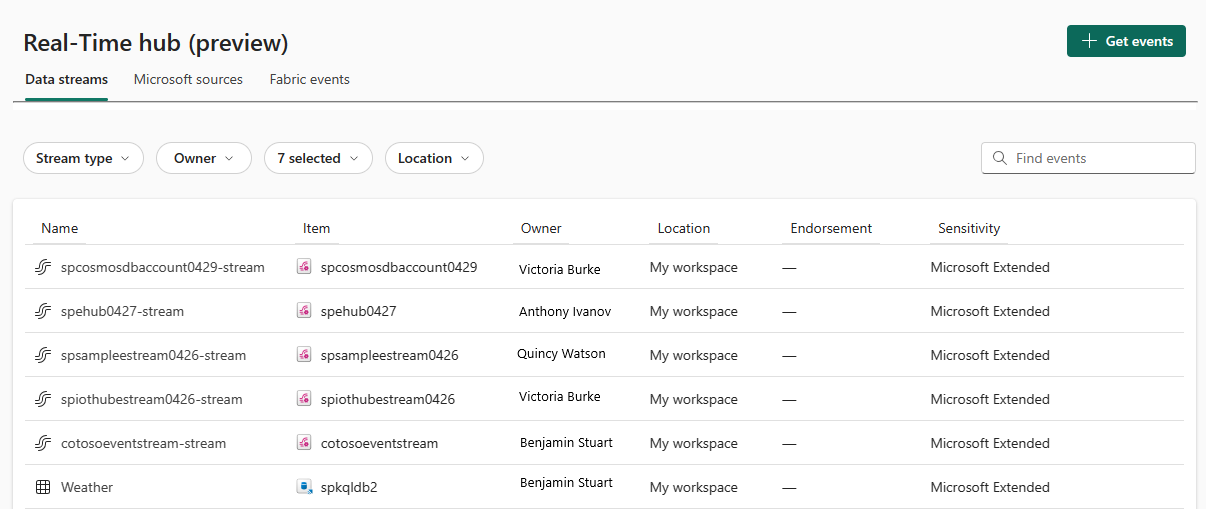 Real-Time hub (preview)
Get events
Data streams Microsoft sources Fabric events
Stream type Owner 7 selected Location Find events
Name Item Owner Location Endorsement Sensitivity
spcosmosdbaccount0429-stream spcosmosdbaccount0429 Victoria Burke My workspace — Microsoft Extended
spehub0427-stream spehub0427 Anthony Ivanov My workspace — Microsoft Extended
spsampleestream0426-stream spsampleestream0426 Quincy Watson My workspace — Microsoft Extended
spiothubestream0426-stream spiothubestream0426 Victoria Burke My workspace — Microsoft Extended
cotosoeventstream-stream cotosoeventstream Benjamin Stuart My workspace — Microsoft Extended
Weather spkqldb2 Benjamin Stuart My workspace — Microsoft Extended